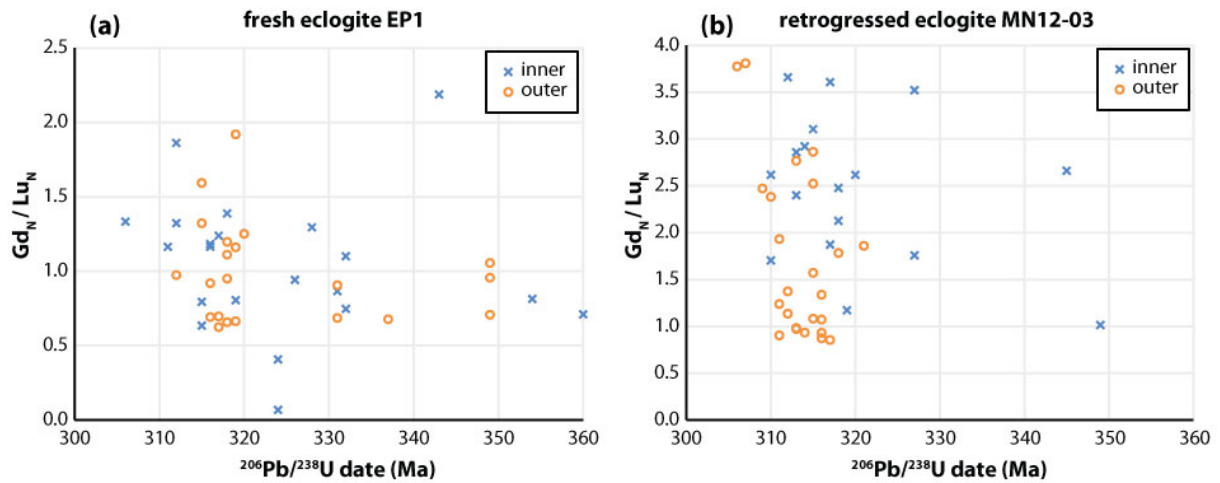 (a) fresh eclogite EP1
inner
outer
2.5
2.0
1.5
1.0
0.5
0.0
Gd_N / Lu_N
300 310 320 330 340 350 360
²⁰⁶Pb/²³⁸U date (Ma)
(b) retrogressed eclogite MN12-03
inner
outer
4.0
3.5
3.0
2.5
2.0
1.5
1.0
0.5
0.0
Gd_N / Lu_N
300 310 320 330 340 350 360
²⁰⁶Pb/²³⁸U date (Ma)